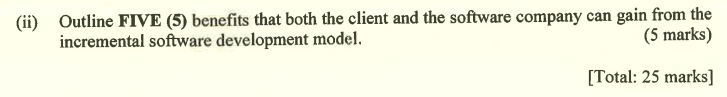 (ii) Outline FIVE (5) benefits that both the client and the software company can gain from the
incremental software development model. (5 marks)
[Total: 25 marks]